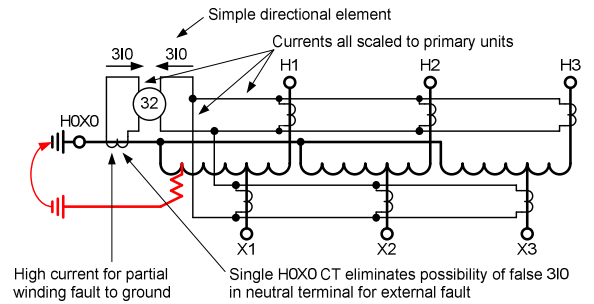 Simple directional element
3I0 3I0
Currents all scaled to primary units
H1 H2 H3
32
H0X0
X1 X2 X3
High current for partial
winding fault to ground
Single H0X0 CT eliminates possibility of false 3I0
in neutral terminal for external fault